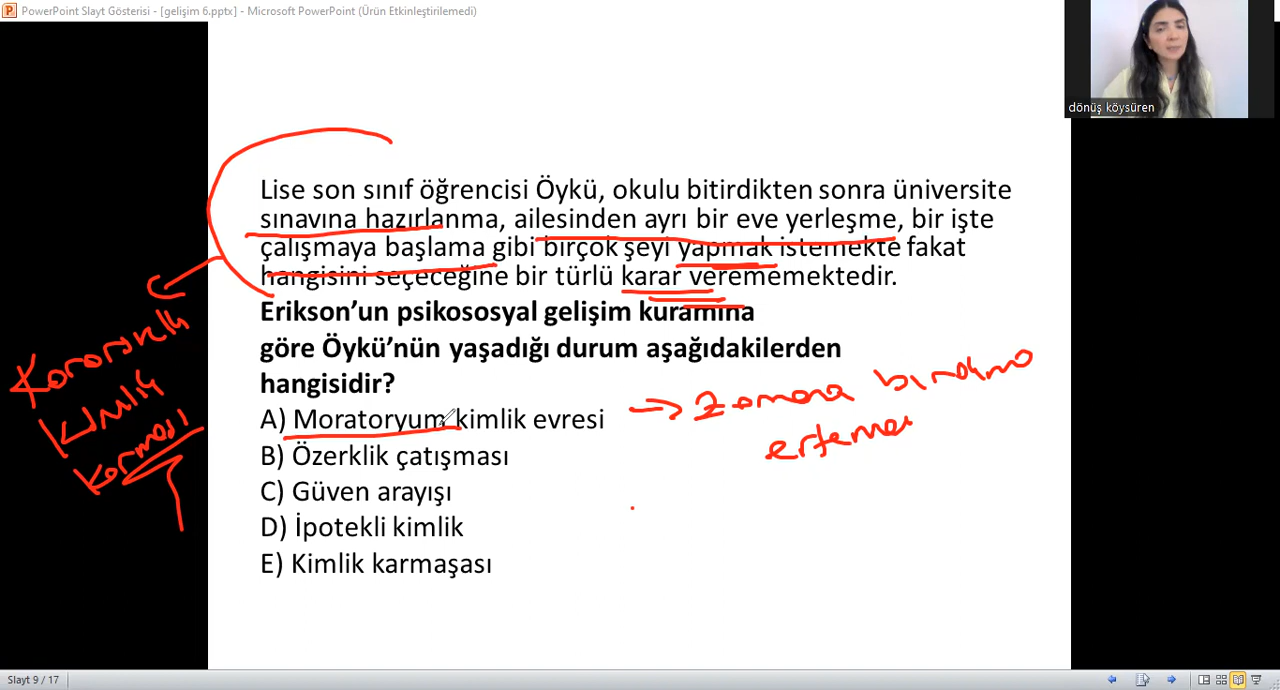 PowerPoint Slayt Gösterisi - [gelişim 6.pptx] - Microsoft PowerPoint (Ürün Etkinleştirilemedi)
dönüş köysüren
Lise son sınıf öğrencisi Öykü, okulu bitirdikten sonra üniversite
sınavına hazırlanma, ailesinden ayrı bir eve yerleşme, bir işte
çalışmaya başlama gibi birçok şeyi yapmak istemekte fakat
hangisini seçeceğine bir türlü karar verememektedir.
Erikson’un psikososyal gelişim kuramına
göre Öykü’nün yaşadığı durum aşağıdakilerden
hangisidir?
A) Moratoryum kimlik evresi
B) Özerklik çatışması
C) Güven arayışı
D) İpotekli kimlik
E) Kimlik karmaşası
Kararsızlık
kimlik
karması
zamana bırakma
erteme
Slayt 9 / 17